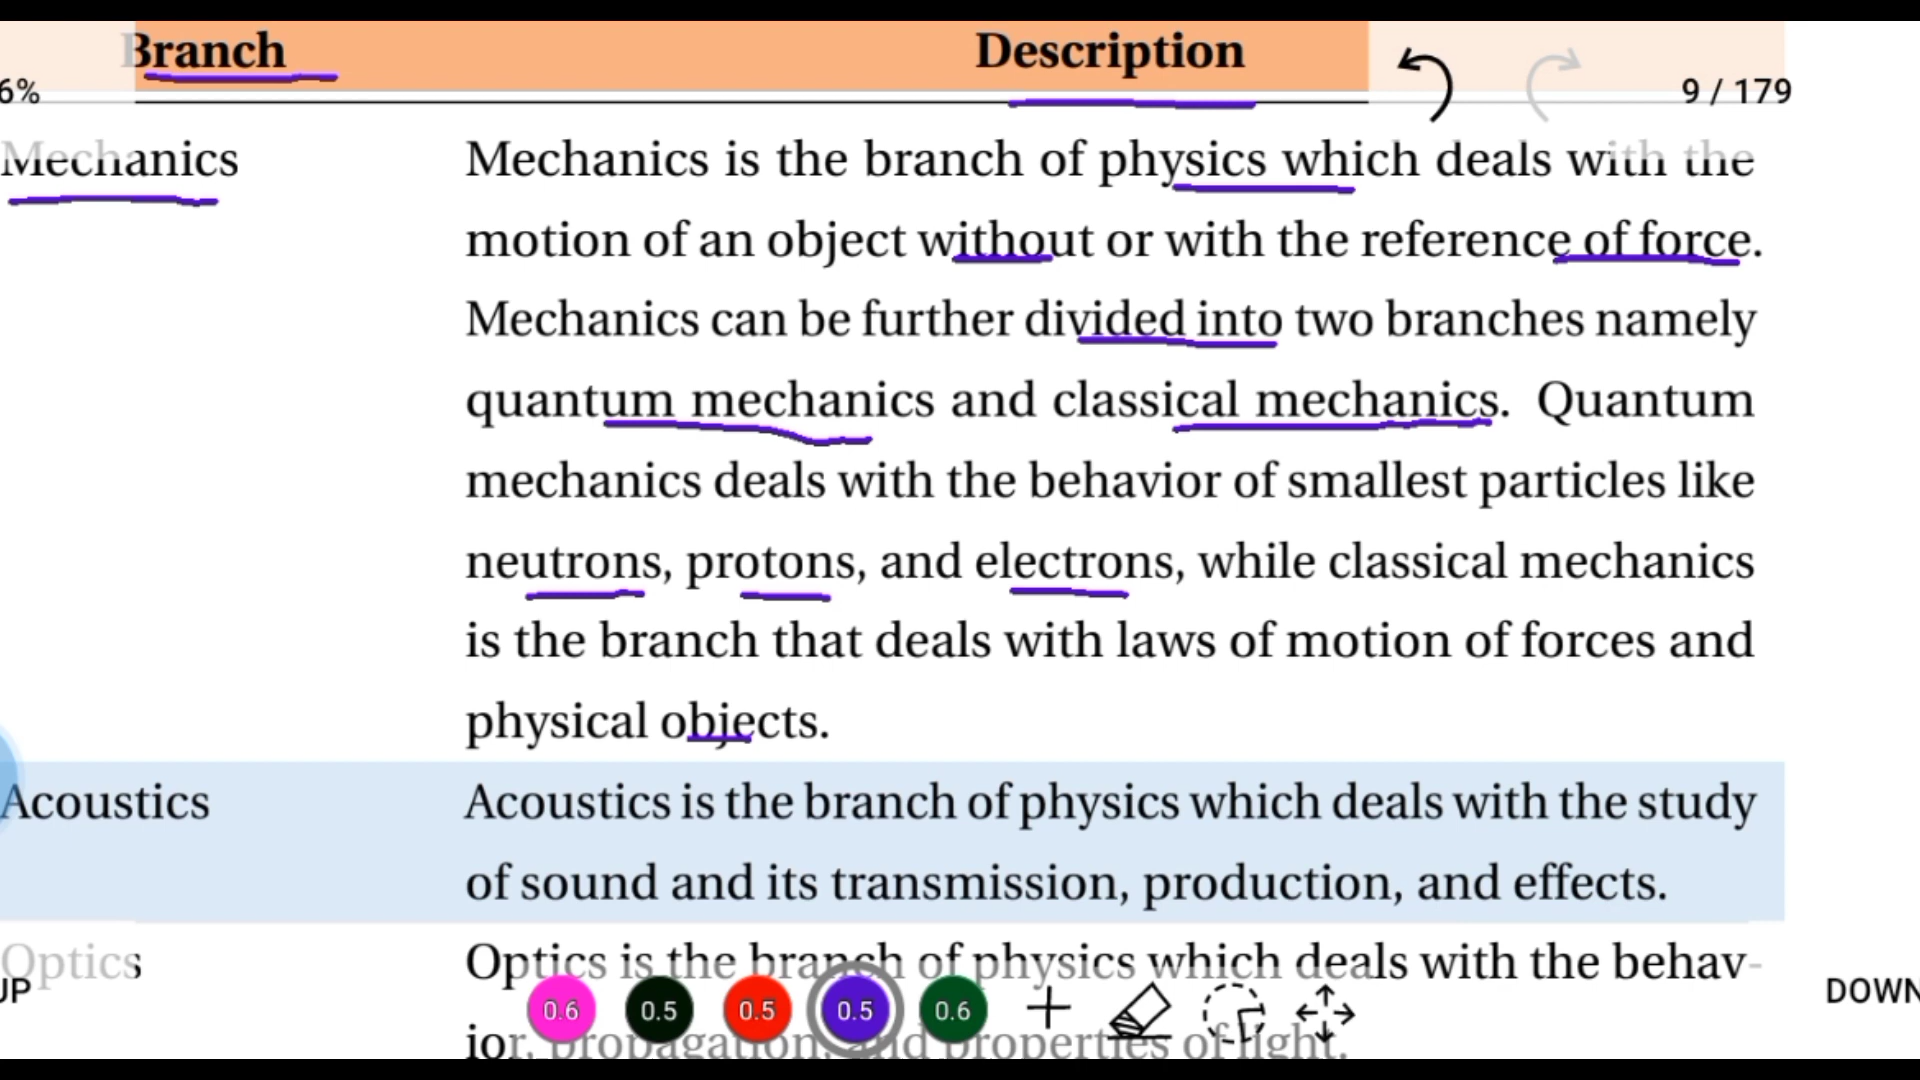 Branch Description
6% 9 / 179
Mechanics Mechanics is the branch of physics which deals with the
motion of an object without or with the reference of force.
Mechanics can be further divided into two branches namely
quantum mechanics and classical mechanics. Quantum
mechanics deals with the behavior of smallest particles like
neutrons, protons, and electrons, while classical mechanics
is the branch that deals with laws of motion of forces and
physical objects.
Acoustics Acoustics is the branch of physics which deals with the study
of sound and its transmission, production, and effects.
Optics Optics is the branch of physics which deals with the behav-
UP DOWN
0.6 0.5 0.5 0.5 0.6
ior, propagation, and properties of light.